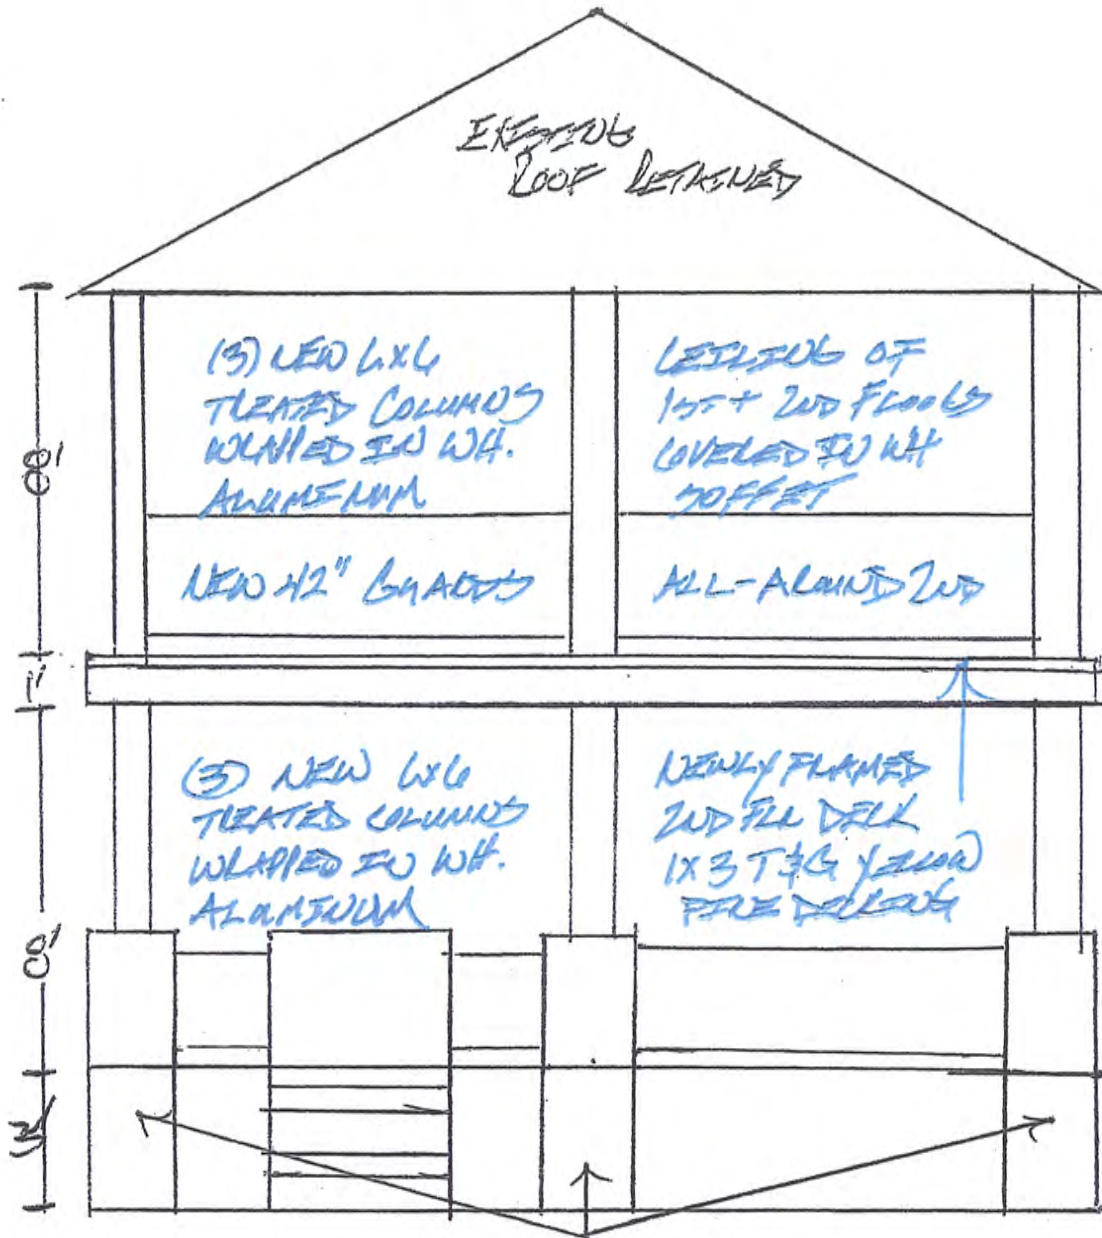 EXISTING
ROOF RETAINED
(3) NEW 6X6
TREATED COLUMNS
WRAPPED IN WH.
ALUMINUM
CEILING OF
1ST + 2ND FLOORS
COVERED IN WH
SOFFET
NEW 42" GUARDS
ALL-AROUND 2ND
8'
1'
(3) NEW 6X6
TREATED COLUMNS
WRAPPED IN WH.
ALUMINUM
NEWLY FRAMED
2ND FLR DECK
1X3 T&G YELLOW
PINE DECKING
8'